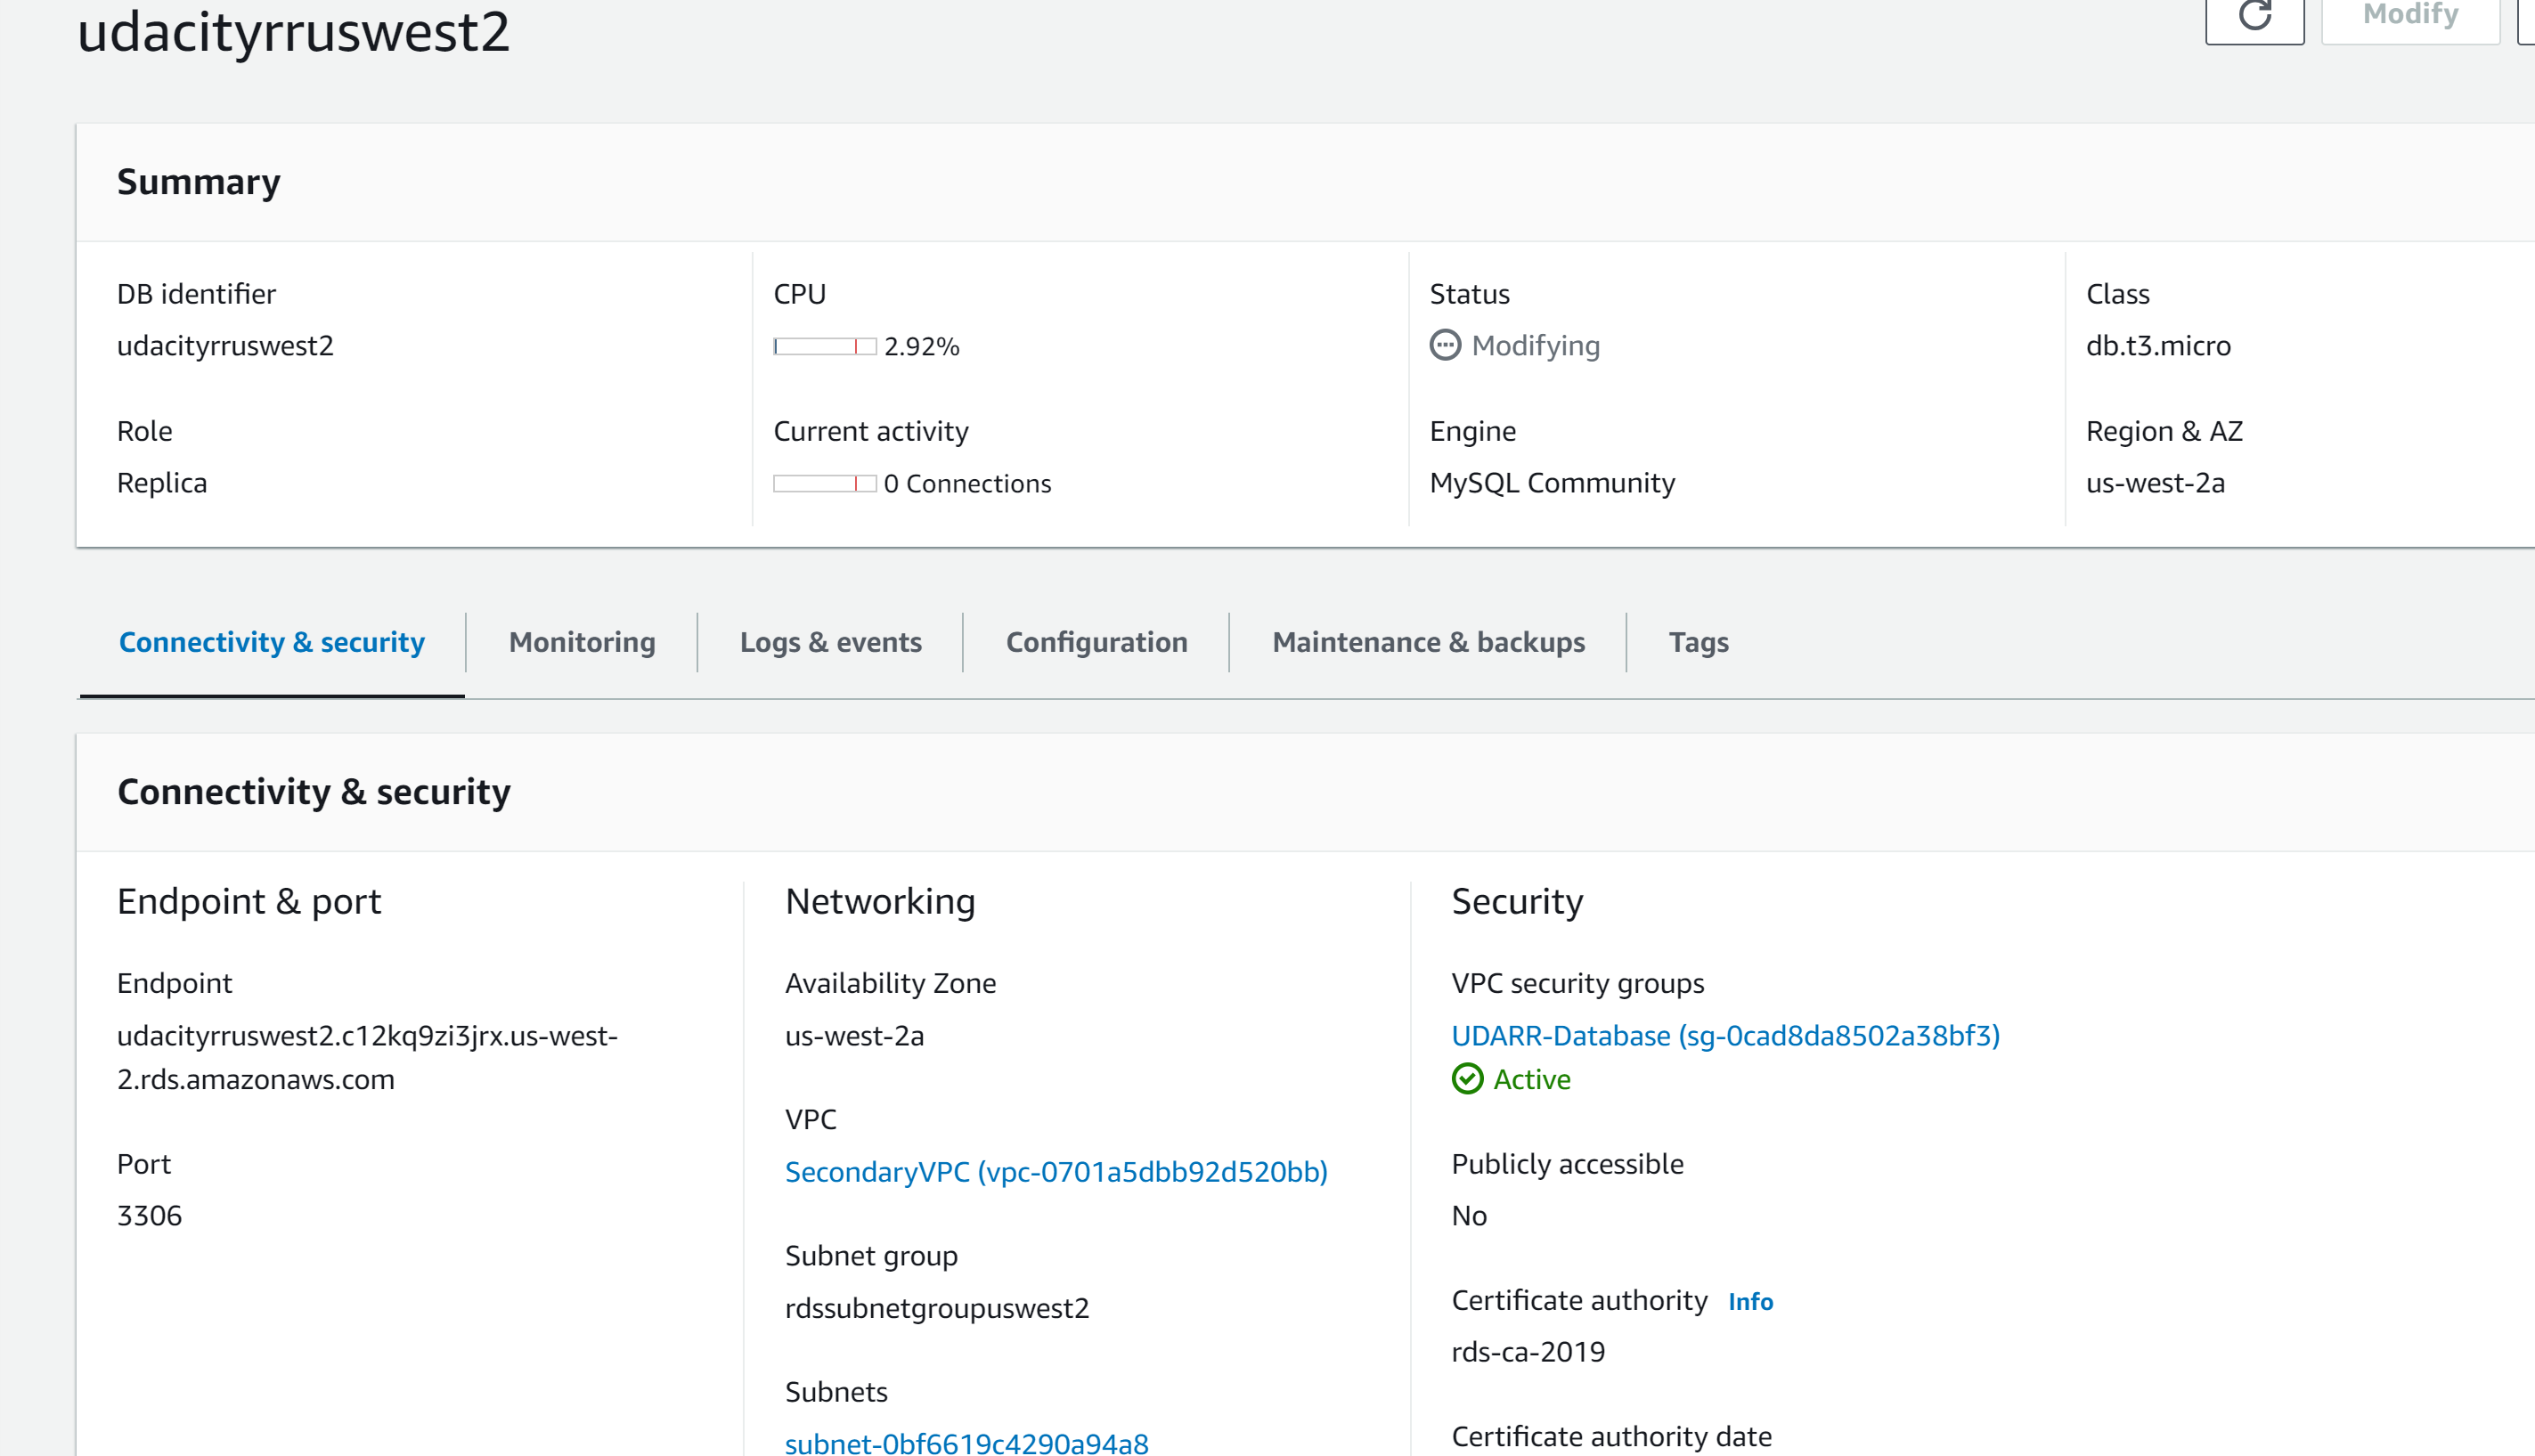 udacityrruswest2
Modify
Summary
DB identifier
udacityrruswest2
CPU
2.92%
Status
Modifying
Class
db.t3.micro
Role
Replica
Current activity
0 Connections
Engine
MySQL Community
Region & AZ
us-west-2a
Connectivity & security
Monitoring
Logs & events
Configuration
Maintenance & backups
Tags
Connectivity & security
Endpoint & port
Endpoint
udacityrruswest2.c12kq9zi3jrx.us-west-
2.rds.amazonaws.com
Port
3306
Networking
Availability Zone
us-west-2a
VPC
SecondaryVPC (vpc-0701a5dbb92d520bb)
Subnet group
rdssubnetgroupuswest2
Subnets
subnet-0bf6619c4290a94a8
Security
VPC security groups
UDARR-Database (sg-0cad8da8502a38bf3)
Active
Publicly accessible
No
Certificate authority Info
rds-ca-2019
Certificate authority date